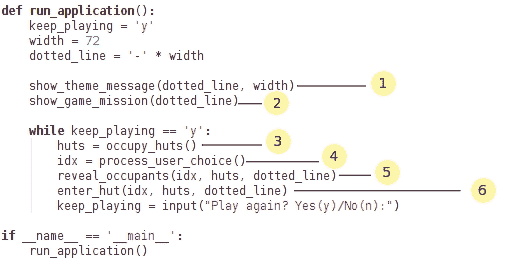 def run_application():
    keep_playing = 'y'
    width = 72
    dotted_line = '-' * width
    show_theme_message(dotted_line, width) 1
    show_game_mission(dotted_line) 2
    while keep_playing == 'y':
        huts = occupy_huts() 3
        idx = process_user_choice() 4
        reveal_occupants(idx, huts, dotted_line) 5
        enter_hut(idx, huts, dotted_line) 6
        keep_playing = input("Play again? Yes(y)/No(n):")
if __name__ == '__main__':
    run_application()